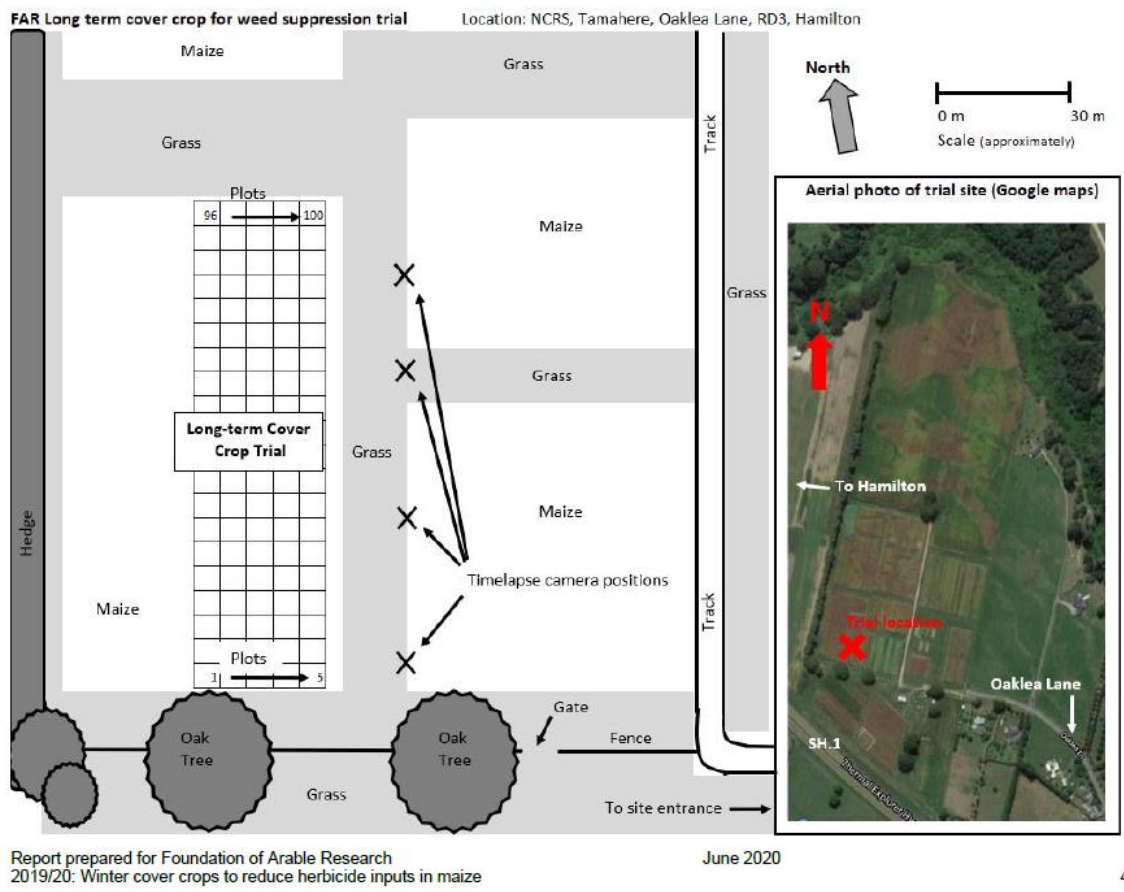 FAR Long term cover crop for weed suppression trial
Location: NCRS, Tamahere, Oaklea Lane, RD3, Hamilton
Maize
Grass
North
0 m 30 m
Scale (approximately)
Track
Grass
Plots
96 100
Maize
Aerial photo of trial site (Google maps)
N
Grass
Grass
Long-term Cover
Crop Trial
Grass
To Hamilton
Maize
Hedge
Timelapse camera positions
Maize
Track
Trial location
Plots
1 5
Oaklea Lane
Gate
Oak
Tree
Oak
Tree
Fence
SH.1
Grass
To site entrance
Report prepared for Foundation of Arable Research
June 2020
2019/20: Winter cover crops to reduce herbicide inputs in maize